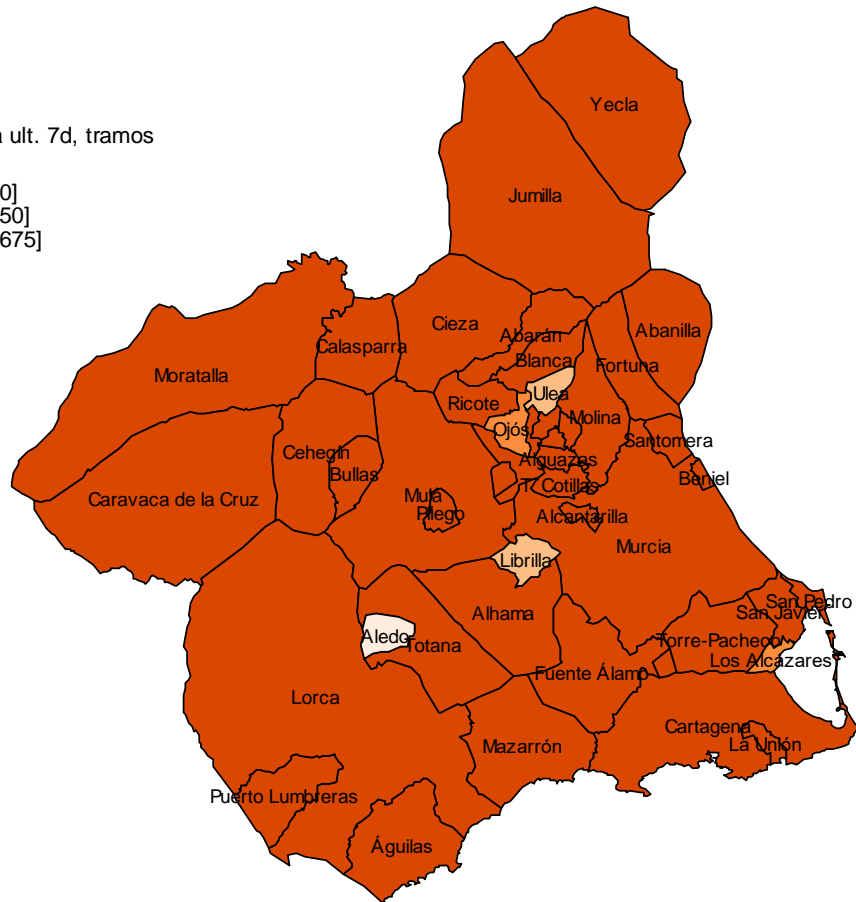 ult. 7d, tramos
0]
50]
675]
Yecla
Jumilla
Cieza
Abarán
Abanilla
Calasparra
Blanca
Fortuna
Moratalla
Ulea
Ricote
Molina
Ojós
Santomera
Cehegín
Alguazas
Bullas
Beniel
Caravaca de la Cruz
Mula
T. Cotillas
Pliego
Alcantarilla
Murcia
Librilla
San Pedro
Alhama
San Javier
Aledo
Totana
Torre-Pacheco
Los Alcázares
Fuente Álamo
Lorca
Cartagena
Mazarrón
La Unión
Puerto Lumbreras
Águilas